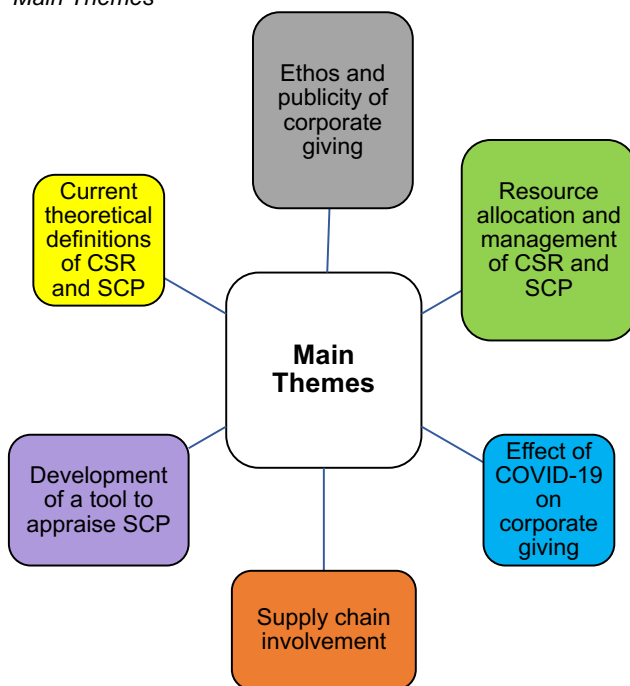 Main Themes
Ethos and
publicity of
corporate
giving
Current
theoretical
definitions
of CSR
and SCP
Resource
allocation and
management
of CSR and
SCP
Main
Themes
Development
of a tool to
appraise SCP
Effect of
COVID-19
on
corporate
giving
Supply chain
involvement